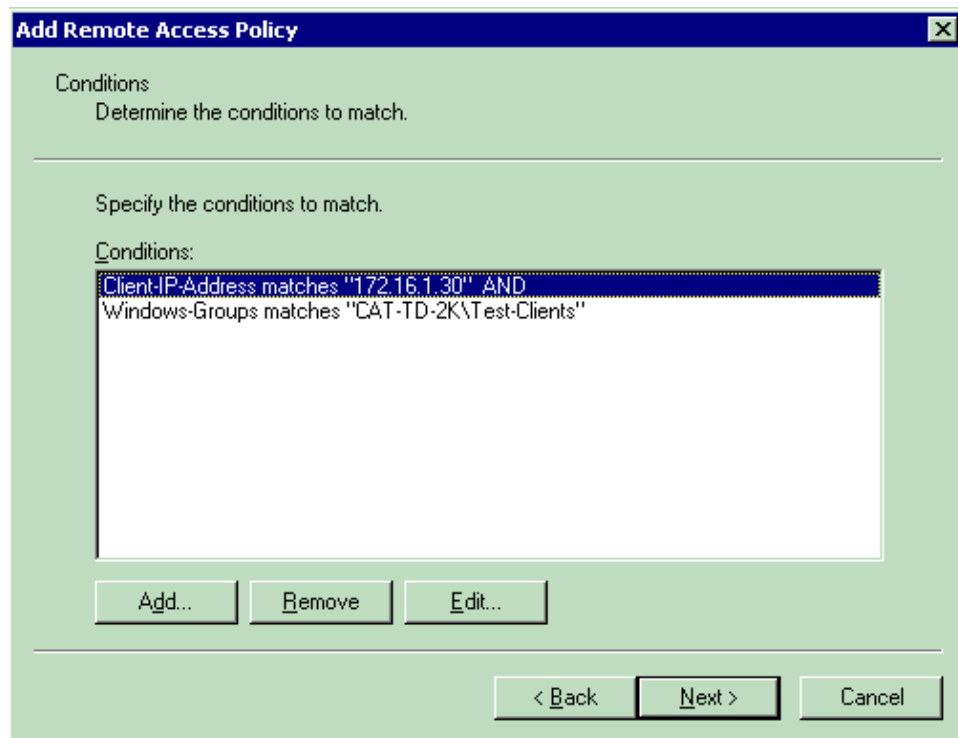 Add Remote Access Policy
Conditions
Determine the conditions to match.
Specify the conditions to match.
Conditions:
Client-IP-Address matches "172.16.1.30" AND
Windows-Groups matches "CAT-TD-2K\Test-Clients"
Add... Remove Edit...
< Back Next > Cancel